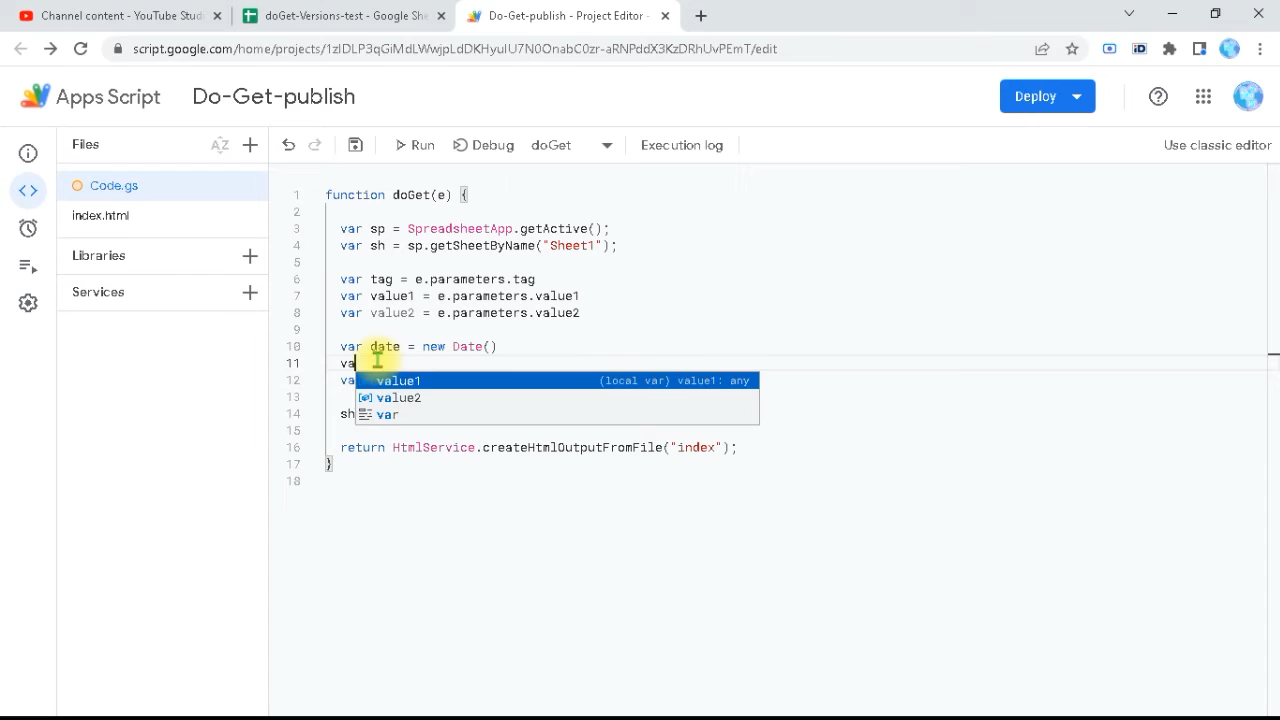 Channel content - YouTube Studio
doGet-Versions-test - Google She
Do-Get-publish - Project Editor -
script.google.com/home/projects/1zIDLP3qGiMdLWwjpLdDKHyuIU7N0OnabC0zr-aRNPddX3KzDRhUvPEmT/edit
Apps Script
Do-Get-publish
Deploy
Files
AZ
Run
Debug
doGet
Execution log
Use classic editor
Code.gs
index.html
Libraries
Services
1 function doGet(e) {
2
3 var sp = SpreadsheetApp.getActive();
4 var sh = sp.getSheetByName("Sheet1");
5
6 var tag = e.parameters.tag
7 var value1 = e.parameters.value1
8 var value2 = e.parameters.value2
9
10 var date = new Date()
11 va
value1 (local var) value1: any
12 va
13 value2
14 sh var
15
16 return HtmlService.createHtmlOutputFromFile("index");
17 }
18